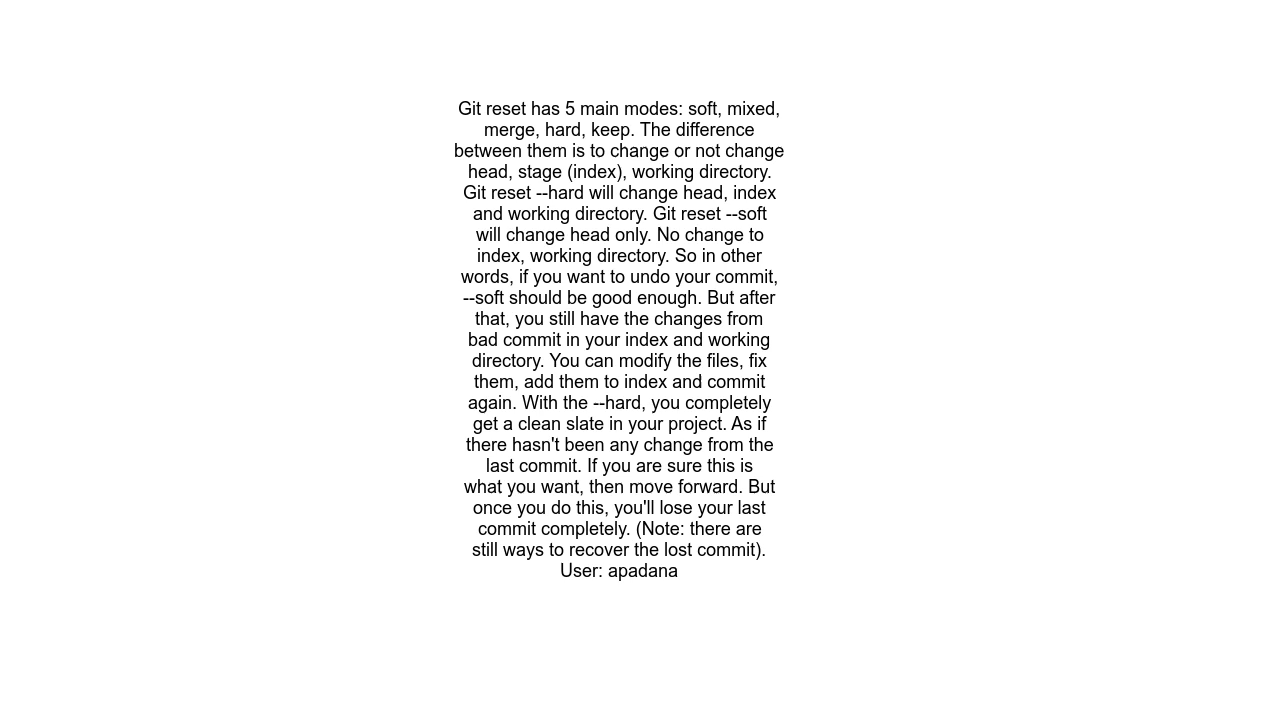 Git reset has 5 main modes: soft, mixed,
merge, hard, keep. The difference
between them is to change or not change
head, stage (index), working directory.
Git reset --hard will change head, index
and working directory. Git reset --soft
will change head only. No change to
index, working directory. So in other
words, if you want to undo your commit,
--soft should be good enough. But after
that, you still have the changes from
bad commit in your index and working
directory. You can modify the files, fix
them, add them to index and commit
again. With the --hard, you completely
get a clean slate in your project. As if
there hasn't been any change from the
last commit. If you are sure this is
what you want, then move forward. But
once you do this, you'll lose your last
commit completely. (Note: there are
still ways to recover the lost commit).
User: apadana